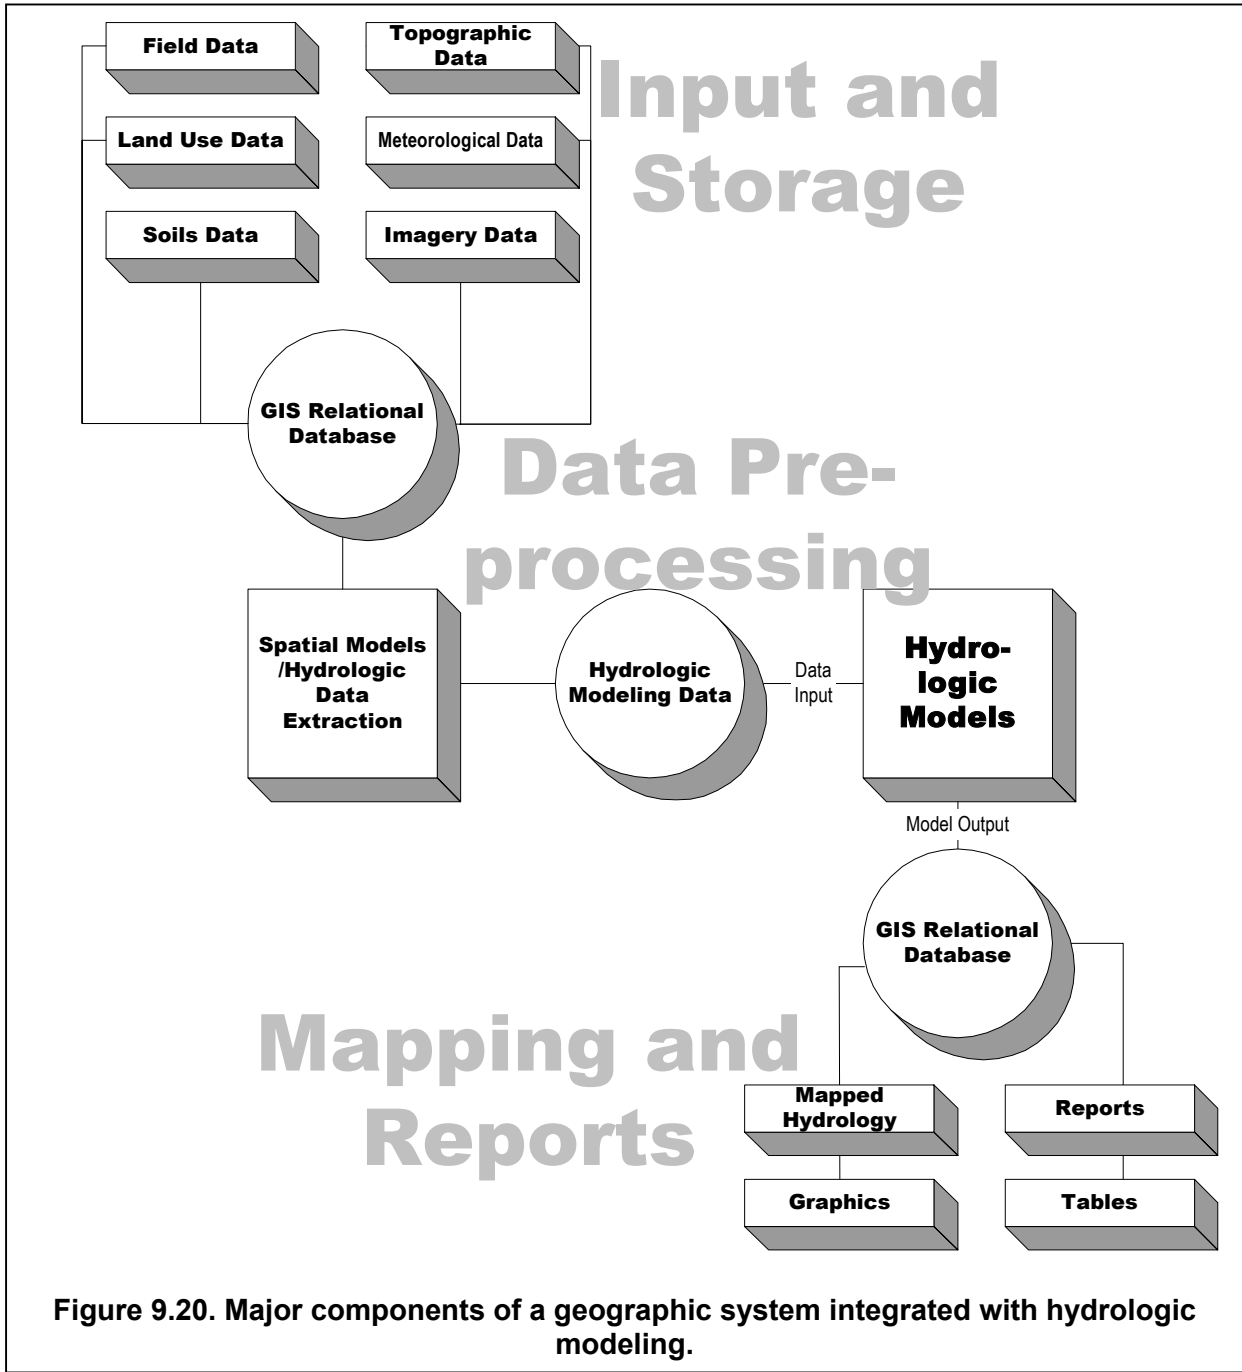 Field Data
Topographic
Data
Input and
Storage
Land Use Data
Meteorological Data
Soils Data
Imagery Data
GIS Relational
Database
Data Pre-
processing
Spatial Models
/Hydrologic
Data
Extraction
Hydrologic
Modeling Data
Data
Input
Hydro-
logic
Models
Model Output
GIS Relational
Database
Mapping and
Reports
Mapped
Hydrology
Reports
Graphics
Tables
Figure 9.20. Major components of a geographic system integrated with hydrologic
modeling.